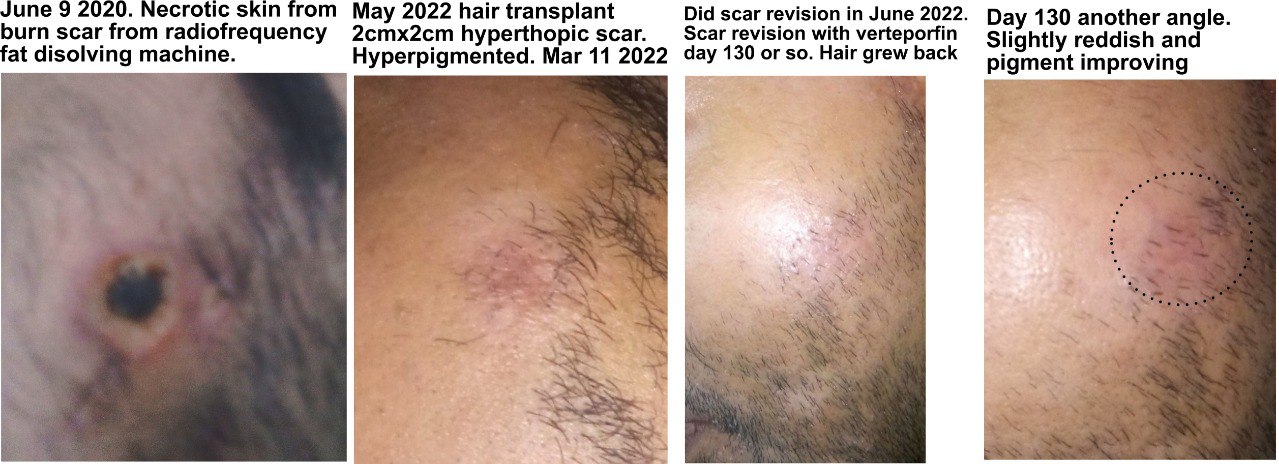 June 9 2020. Necrotic skin from
burn scar from radiofrequency
fat disolving machine.
May 2022 hair transplant
2cmx2cm hyperthopic scar.
Hyperpigmented. Mar 11 2022
Did scar revision in June 2022.
Scar revision with verteporfin
day 130 or so. Hair grew back
Day 130 another angle.
Slightly reddish and
pigment improving